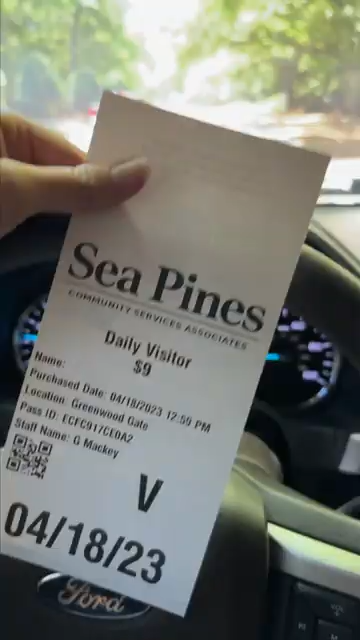 Sea Pines
COMMUNITY SERVICES ASSOCIATES
Daily Visitor
$9
Name:
Purchased Date: 04/18/2023 12:59 PM
Location: Greenwood Gate
Pass ID: ECFC917CE0A2
Staff Name: G Mackey
V
04/18/23
Ford